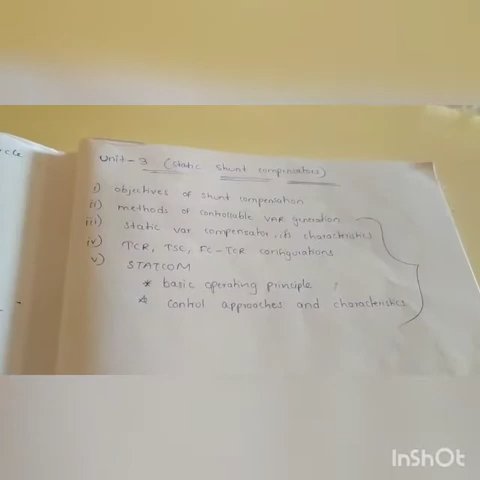 rcle
Unit-3 (static shunt compensators)
i) objectives of shunt compensation
ii) methods of controllable VAR generation
iii) static var compensator, its characteristics
iv) TCR, TSC, FC-TCR configurations
v) STATCOM
* basic operating principle
* control approaches and characteristics
InShOt